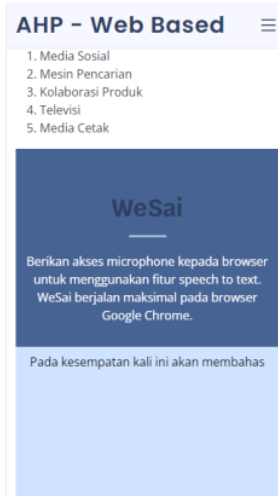 AHP - Web Based
1. Media Sosial
2. Mesin Pencarian
3. Kolaborasi Produk
4. Televisi
5. Media Cetak
WeSai
Berikan akses microphone kepada browser
untuk menggunakan fitur speech to text.
WeSai berjalan maksimal pada browser
Google Chrome.
Pada kesempatan kali ini akan membahas